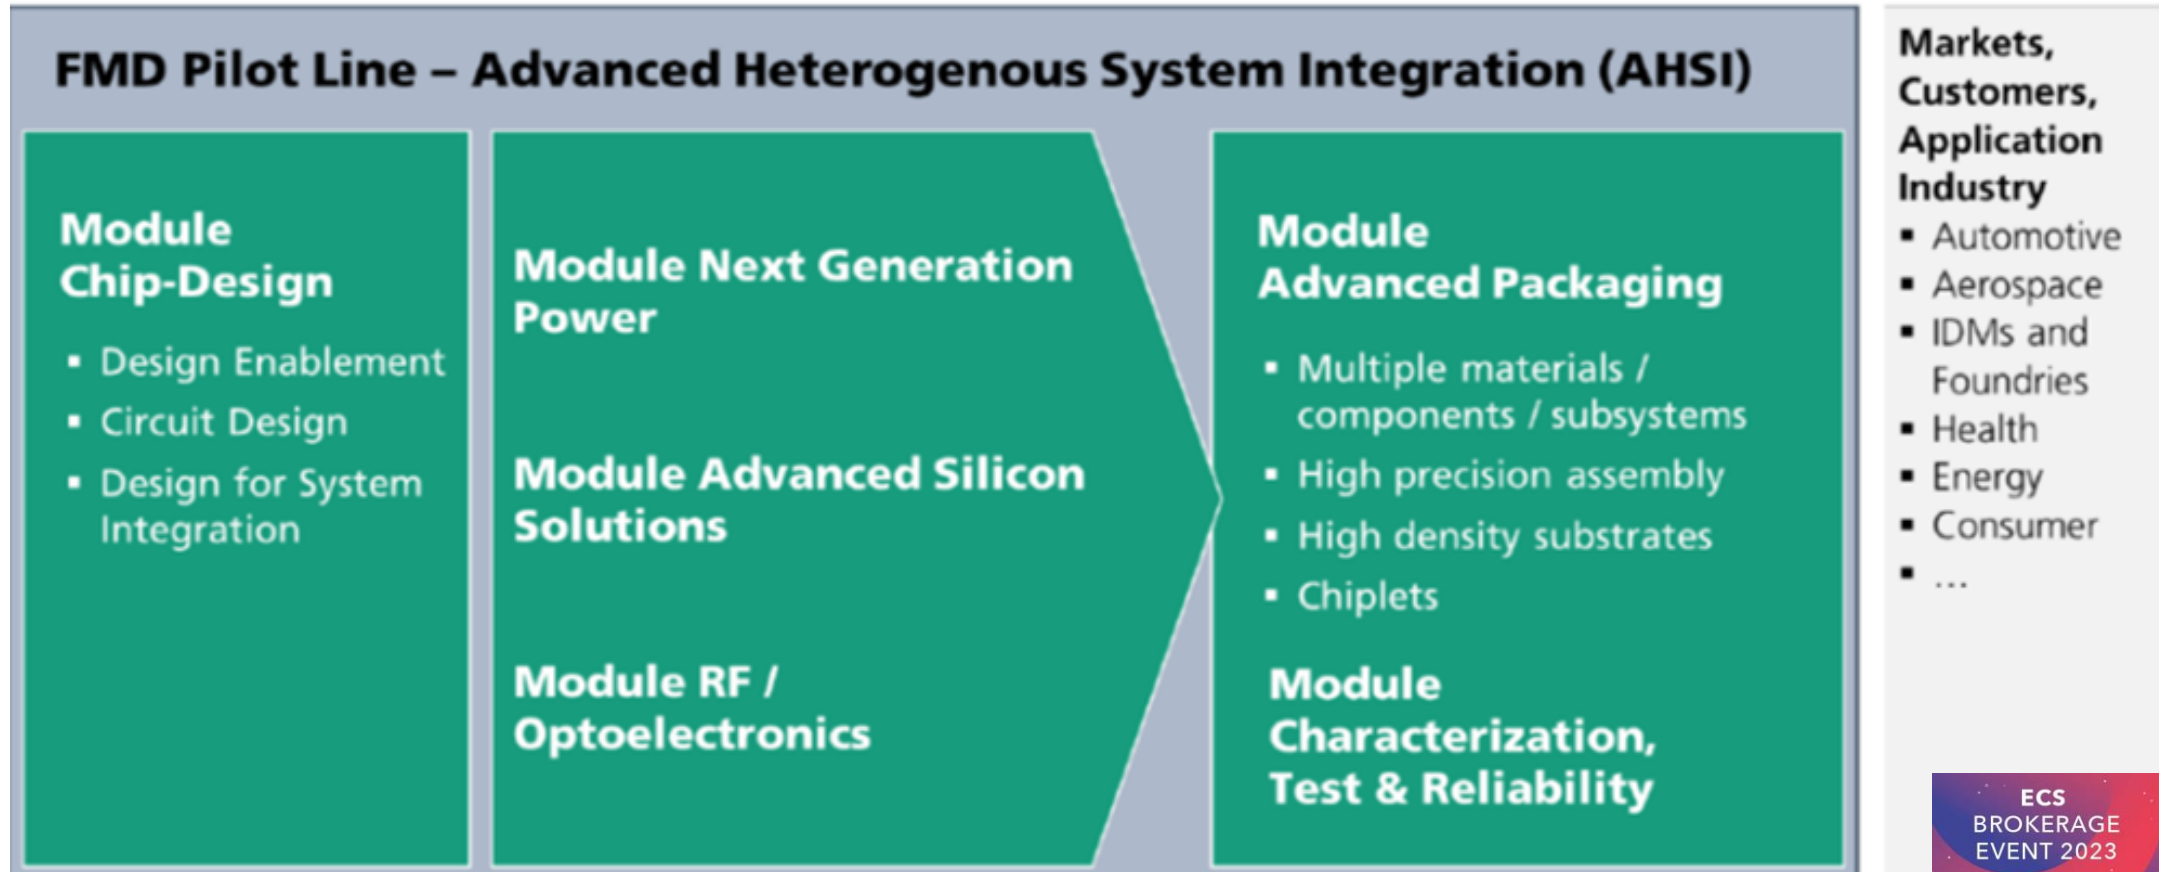 FMD Pilot Line – Advanced Heterogenous System Integration (AHSI)
Module
Chip-Design
▪ Design Enablement
▪ Circuit Design
▪ Design for System
Integration
Module Next Generation
Power
Module Advanced Silicon
Solutions
Module RF /
Optoelectronics
Module
Advanced Packaging
▪ Multiple materials /
components / subsystems
▪ High precision assembly
▪ High density substrates
▪ Chiplets
Module
Characterization,
Test & Reliability
Markets,
Customers,
Application
Industry
▪ Automotive
▪ Aerospace
▪ IDMs and
Foundries
▪ Health
▪ Energy
▪ Consumer
▪ ...
ECS
BROKERAGE
EVENT 2023